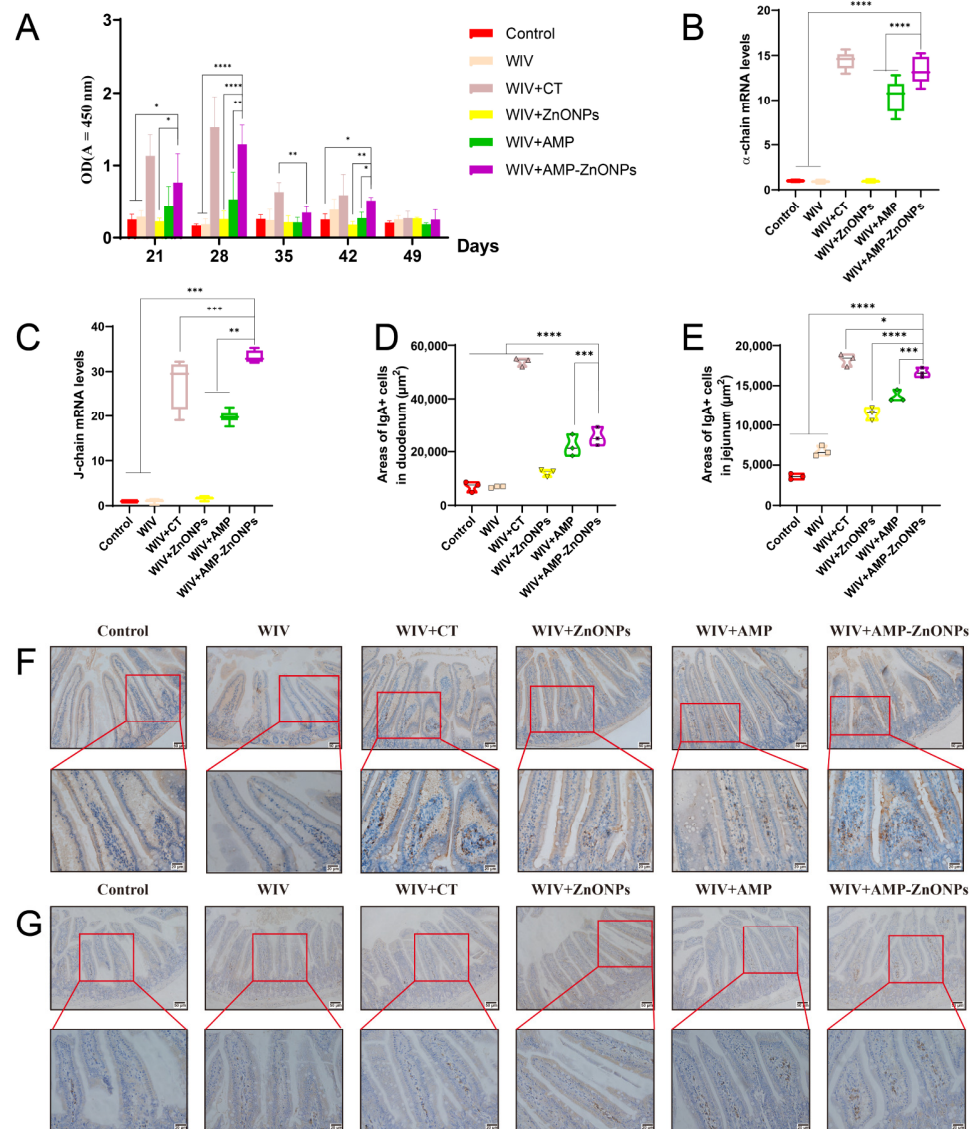 A
OD(A = 450 nm)
3
2
1
0
21
28
35
42
49
Days
*
*
****
****
**
*
**
*
Control
WIV
WIV+CT
WIV+ZnONPs
WIV+AMP
WIV+AMP-ZnONPs
B
α-chain mRNA levels
20
15
10
5
0
****
****
Control
WIV
WIV+CT
WIV+ZnONPs
WIV+AMP
WIV+AMP-ZnONPs
C
J-chain mRNA levels
40
30
20
10
0
***
+++
**
Control
WIV
WIV+CT
WIV+ZnONPs
WIV+AMP
WIV+AMP-ZnONPs
D
Areas of IgA+ cells
in duodenum (μm²)
60,000
40,000
20,000
0
****
***
Control
WIV
WIV+CT
WIV+ZnONPs
WIV+AMP
WIV+AMP-ZnONPs
E
Areas of IgA+ cells
in jejunum (μm²)
20,000
15,000
10,000
5,000
0
****
*
****
***
Control
WIV
WIV+CT
WIV+ZnONPs
WIV+AMP
WIV+AMP-ZnONPs
F
Control WIV WIV+CT WIV+ZnONPs WIV+AMP WIV+AMP-ZnONPs
G
Control WIV WIV+CT WIV+ZnONPs WIV+AMP WIV+AMP-ZnONPs